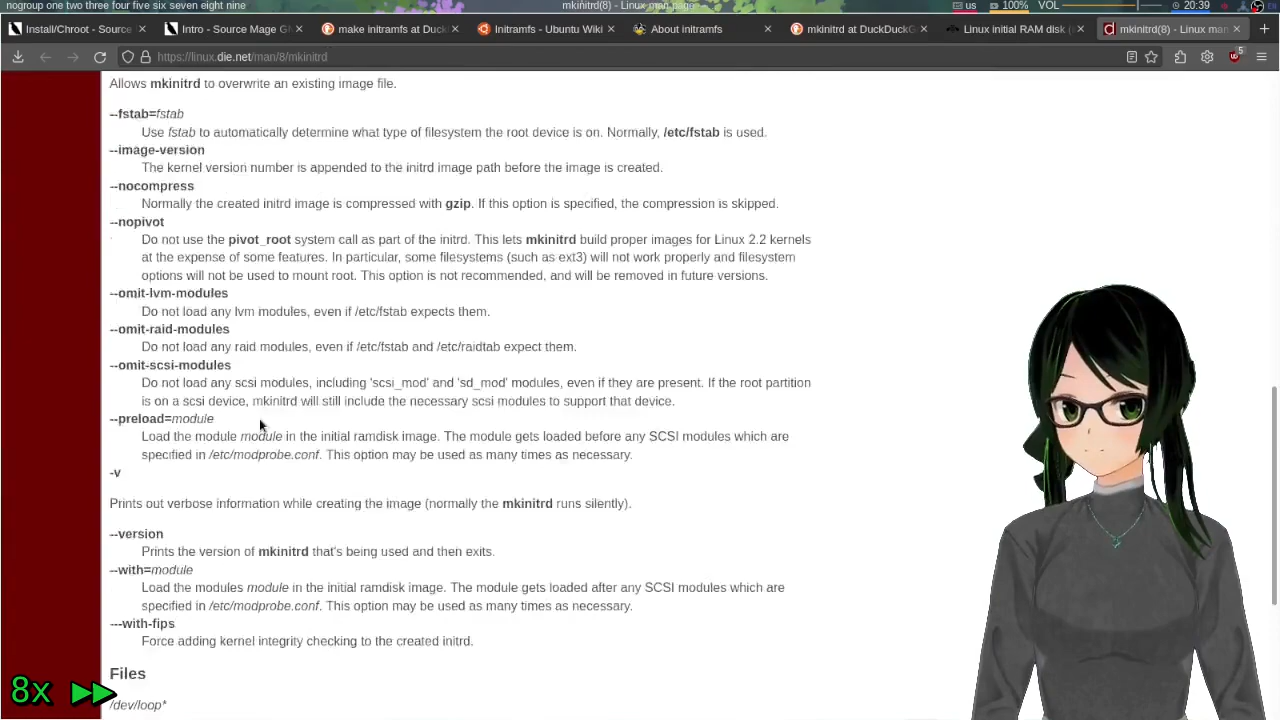 nogroup one two three four five six seven eight nine
mkinitrd(8) - Linux man page
us
100%
VOL
20:39
Install/Chroot - Source
Intro - Source Mage G
make initramfs at Duck
Initramfs - Ubuntu Wiki
About initramfs
mkinitrd at DuckDuckG
Linux initial RAM disk (
mkinitrd(8) - Linux man
https://linux.die.net/man/8/mkinitrd
5
Allows mkinitrd to overwrite an existing image file.
--fstab=fstab
Use fstab to automatically determine what type of filesystem the root device is on. Normally, /etc/fstab is used.
--image-version
The kernel version number is appended to the initrd image path before the image is created.
--nocompress
Normally the created initrd image is compressed with gzip. If this option is specified, the compression is skipped.
--nopivot
Do not use the pivot_root system call as part of the initrd. This lets mkinitrd build proper images for Linux 2.2 kernels
at the expense of some features. In particular, some filesystems (such as ext3) will not work properly and filesystem
options will not be used to mount root. This option is not recommended, and will be removed in future versions.
--omit-lvm-modules
Do not load any lvm modules, even if /etc/fstab expects them.
--omit-raid-modules
Do not load any raid modules, even if /etc/fstab and /etc/raidtab expect them.
--omit-scsi-modules
Do not load any scsi modules, including 'scsi_mod' and 'sd_mod' modules, even if they are present. If the root partition
is on a scsi device, mkinitrd will still include the necessary scsi modules to support that device.
--preload=module
Load the module module in the initial ramdisk image. The module gets loaded before any SCSI modules which are
specified in /etc/modprobe.conf. This option may be used as many times as necessary.
-v
Prints out verbose information while creating the image (normally the mkinitrd runs silently).
--version
Prints the version of mkinitrd that's being used and then exits.
--with=module
Load the modules module in the initial ramdisk image. The module gets loaded after any SCSI modules which are
specified in /etc/modprobe.conf. This option may be used as many times as necessary.
---with-fips
Force adding kernel integrity checking to the created initrd.
Files
/dev/loop*
8x